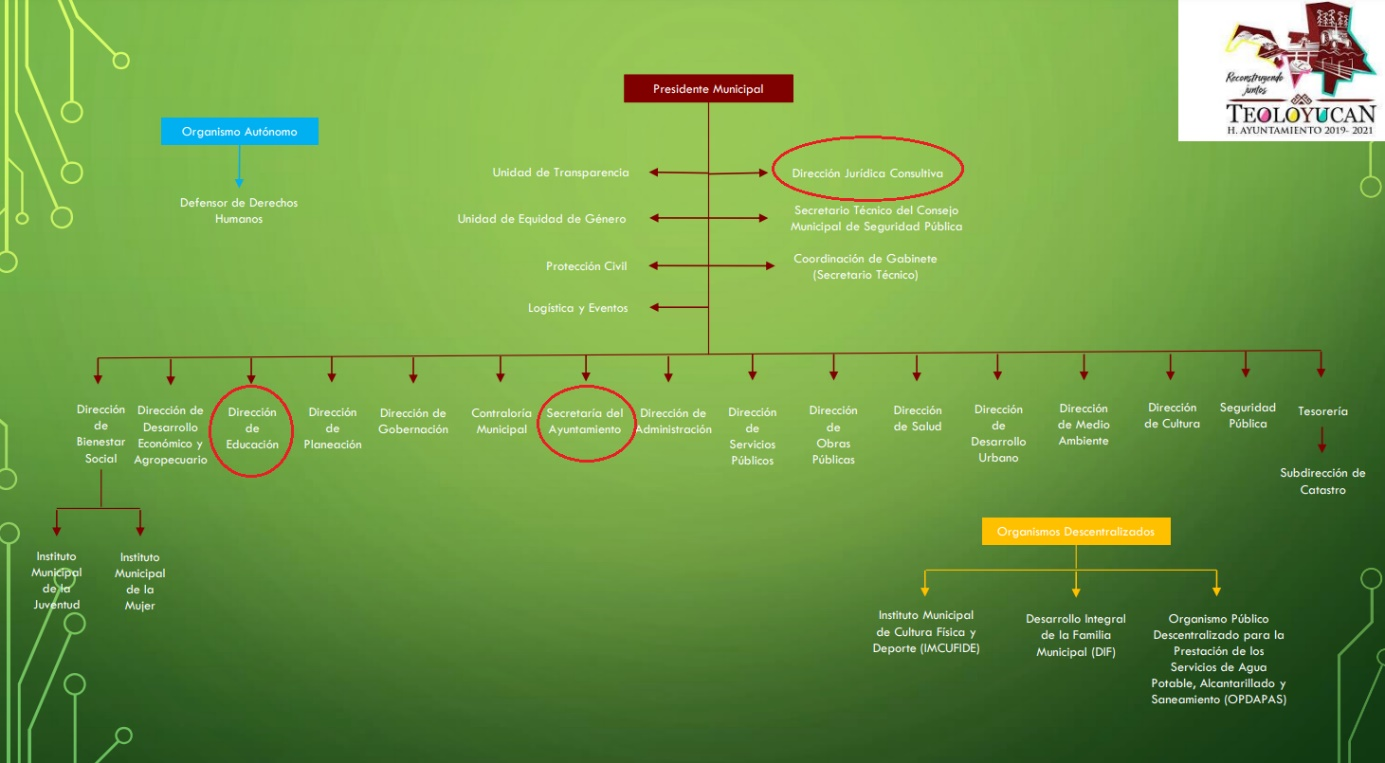 Reconstruyendo
juntos
TEOLOYUCAN
H. AYUNTAMIENTO 2019- 2021
Presidente Municipal
Organismo Autónomo
Defensor de Derechos
Humanos
Unidad de Transparencia
Dirección Jurídica Consultiva
Unidad de Equidad de Género
Secretario Técnico del Consejo
Municipal de Seguridad Pública
Protección Civil
Coordinación de Gabinete
(Secretario Técnico)
Logística y Eventos
Dirección
de
Bienestar
Social
Dirección de
Desarrollo
Económico y
Agropecuario
Dirección
de
Educación
Dirección
de
Planeación
Dirección de
Gobernación
Contraloría
Municipal
Secretaría del
Ayuntamiento
Dirección de
Administración
Dirección
de
Servicios
Públicos
Dirección
de
Obras
Públicas
Dirección
de Salud
Dirección
de
Desarrollo
Urbano
Dirección
de Medio
Ambiente
Dirección
de Cultura
Seguridad
Pública
Tesorería
Subdirección de
Catastro
Instituto
Municipal
de la
Juventud
Instituto
Municipal
de la
Mujer
Organismos Descentralizados
Instituto Municipal
de Cultura Física y
Deporte (IMCUFIDE)
Desarrollo Integral
de la Familia
Municipal (DIF)
Organismo Público
Descentralizado para la
Prestación de los
Servicios de Agua
Potable, Alcantarillado y
Saneamiento (OPDAPAS)